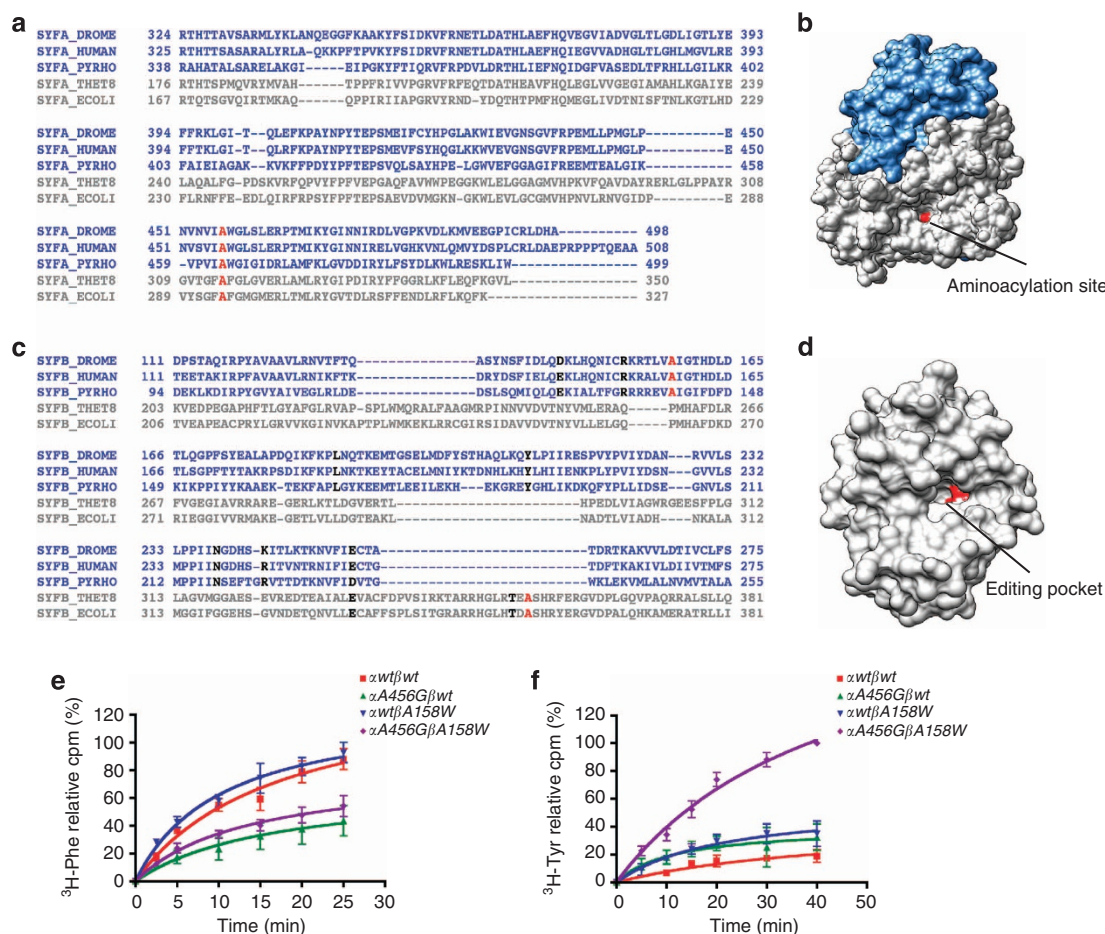 a
SYFA_DROME 324 RTHTTAVSARMLYKLANQEGGFKAAKYFSIDKVFRNETLDATHLAEFHQVEGVIADVGLTLGDLIGTLYE 393
SYFA_HUMAN 325 RTHTTSASARALYRLA-QKKPFTPVKYFSIDRVFRNETLDATHLAEFHQIEGVVADHGLTLGHLMGVLRE 393
SYFA_PYRHO 338 RAHATALSARELAKGI-----EIPGKYFTIQRVFRPDVLDRTHLIEFNQIDGFVASEDLTFRHLLGILKR 402
SYFA_THET8 176 RTHTSPMQVRYMVAH------TPPFRIVVPGRVFRFEQTDATHEAVFHQLEGLVVGEGIAMAHLKGAIYE 239
SYFA_ECOLI 167 RTQTSGVQIRTMKAQ------QPPIRIIAPGRVYRND-YDQTHTPMFHQMEGLIVDTNISFTNLKGTLHD 229
SYFA_DROME 394 FFRKLGI-T--QLEFKPAYNPYTEPSMEIFCYHPGLAKWIEVGNSGVFRPEMLLPMGLP-----------E 450
SYFA_HUMAN 394 FFTKLGI-T--QLRFKPAYNPYTEPSMEVFSYHQGLKKWVEVGNSGVFRPEMLLPMGLP-----------E 450
SYFA_PYRHO 403 FAIEIAGAK--KVKFFPDYYPFTEPSVQLSAYHPE-LGWVEFGGAGIFREEMTEALGIK------------ 458
SYFA_THET8 240 LAQALFG-PDSKVRFQPVYFPFVEPGAQFAVWWPEGGKWLELGGAGMVHPKVFQAVDAYRERLGLPPAYR 308
SYFA_ECOLI 230 FLRNFFE-EDLQIRFRPSYFPFTEPSAEVDVMGKN-GKWLEVLGCGMVHPNVLRNVGIDP----------E 288
SYFA_DROME 451 NVNVIAWGLSLERPTMIKYGINNIRDLVGPKVDLKMVEEGPICRLDHA---------- 498
SYFA_HUMAN 451 NVSVIAWGLSLERPTMIKYGINNIRELVGHKVNLQMVYDSPLCRLDAEPRPPPTQEAA 508
SYFA_PYRHO 459 -VPVIAWGIGIDRLAMFKLGVDDIRYLFSYDLKWLRESKLIW---------------- 499
SYFA_THET8 309 GVTGFAFGLGVERLAMLRYGIPDIRYFFGGRLKFLEQFKGVL---------------- 350
SYFA_ECOLI 289 VYSGFAFGMGMERLTMLRYGVTDLRSFFENDLRFLKQFK------------------- 327
b
Aminoacylation site
c
SYFB_DROME 111 DPSTAQIRPYAVAAVLRNVTFTQ----------------ASYNSFIDLQDKLHQNICRKRTLVAIGTHDLD 165
SYFB_HUMAN 111 TEETAKIRPFAVAAVLRNIKFTK----------------DRYDSFIELQEKLHQNICRKRALVAIGTHDLD 165
SYFB_PYRHO 94 DEKLKDIRPYGVYAIVEGLRLDE----------------DSLSQMIQLQEKIALTFGRRRREVAIGIFDFD 148
SYFB_THET8 203 KVEDPEGAPHFTLGYAFGLRVAP-SPLWMQRALFAAGMRPINNVVDVTNYVMLERAQ-----PMHAFDLR 266
SYFB_ECOLI 206 TVEAPEACPRYLGRVVKGINVKAPTPLWMKEKLRRCGIRSIDAVVDVTNYVLLELGQ-----PMHAFDKD 270
SYFB_DROME 166 TLQGPFSYEALAPDQIKFKPLNQTKEMTGSELMDFYSTHAQLKQYLPIIRESPVYPVIYDAN---RVVLS 232
SYFB_HUMAN 166 TLSGPFTYTAKRPSDIKFKPLNKTKEYTACELMNIYKTDNHLKHYLHIIENKPLYPVIYDSN---GVVLS 232
SYFB_PYRHO 149 KIKPPIYYKAAEK-TEKFAPLGYKEEMTLEEILEKH---EKGREYGHLIKDKQFYPLLIDSE---GNVLS 211
SYFB_THET8 267 FVGEGIAVRRARE-GERLKTLDGVERTL-------------------HPEDLVIAGWRGEESFPLG 312
SYFB_ECOLI 271 RIEGGIVVRMAKE-GETLVLLDGTEAKL-------------------NADTLVIADH---NKALA 312
SYFB_DROME 233 LPPIINGDHS-KITLKTKNVFIECTA---------------------TDRTKAKVVLDTIVCLFS 275
SYFB_HUMAN 233 MPPIINGDHS-RITVNTRNIFIECTG---------------------TDFTKAKIVLDIIVTMFS 275
SYFB_PYRHO 212 MPPIINSEFTGRVTTDTKNVFIDVTG---------------------WKLEKVMLALNVMVTALA 255
SYFB_THET8 313 LAGVMGGAES-EVREDTEAIALEVACFDPVSIRKTARRHGLRTEASHRFERGVDPLGQVPAQRRALSLLQ 381
SYFB_ECOLI 313 MGGIFGGEHS-GVNDETQNVLLECAFFSPLSITGRARRHGLHTDASHRYERGVDPALQHKAMERATRLLI 381
d
Editing pocket
e
αwtβwt
αA456Gβwt
αwtβA158W
αA456GβA158W
³H-Phe relative cpm (%)
120
100
80
60
40
20
0
0 5 10 15 20 25 30
Time (min)
f
αwtβwt
αA456Gβwt
αwtβA158W
αA456GβA158W
³H-Tyr relative cpm (%)
120
100
80
60
40
20
0
0 10 20 30 40 50
Time (min)